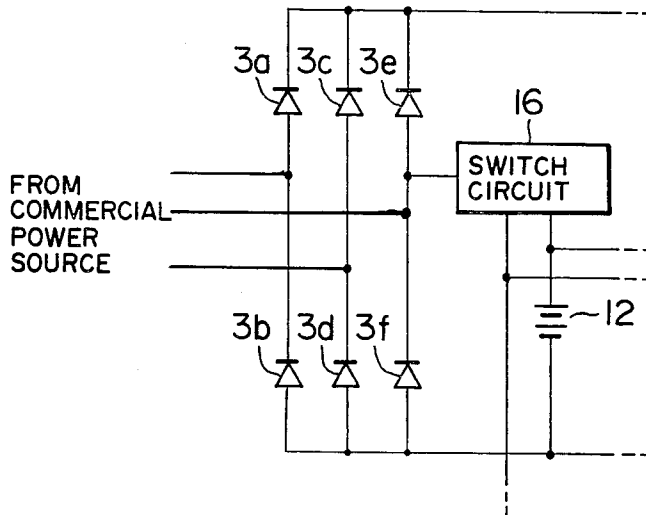 3a 3c 3e
16
SWITCH
CIRCUIT
FROM
COMMERCIAL
POWER
SOURCE
12
3b 3d 3f